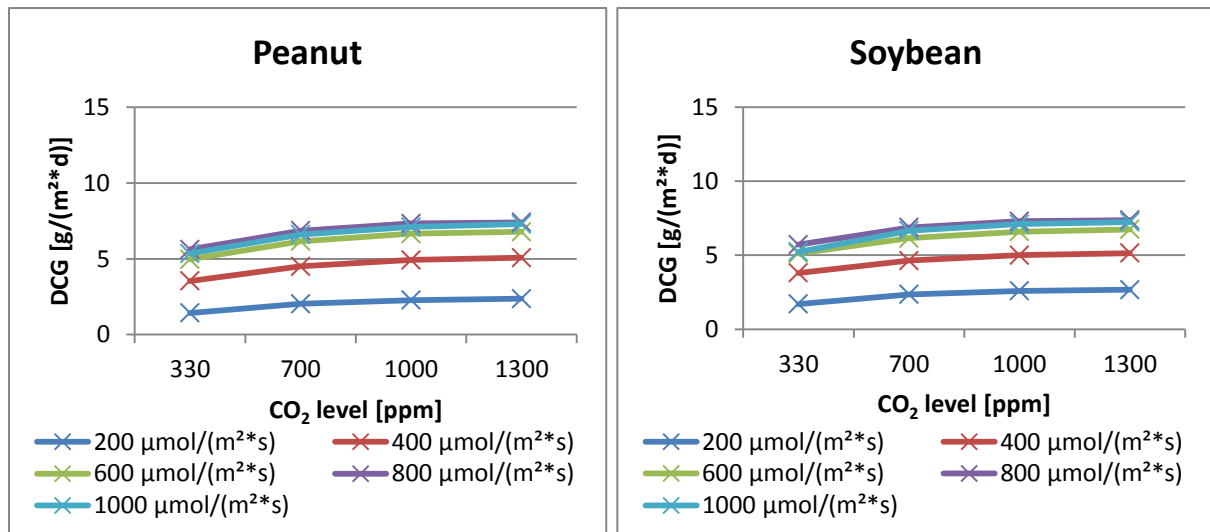 Peanut
15
10
5
0
DCG [g/(m²*d)]
330 700 1000 1300
CO₂ level [ppm]
200 µmol/(m²*s) 400 µmol/(m²*s)
600 µmol/(m²*s) 800 µmol/(m²*s)
1000 µmol/(m²*s)
Soybean
15
10
5
0
DCG [g/(m²*d)]
330 700 1000 1300
CO₂ level [ppm]
200 µmol/(m²*s) 400 µmol/(m²*s)
600 µmol/(m²*s) 800 µmol/(m²*s)
1000 µmol/(m²*s)